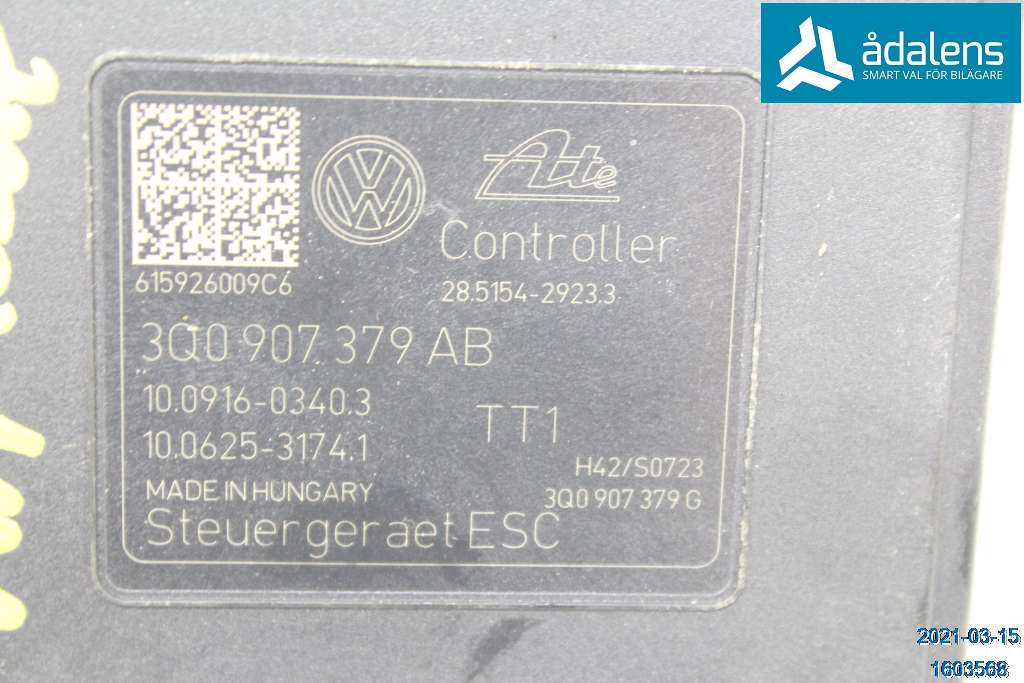 ådalens
SMART VAL FÖR BILÄGARE
Ate
Controller
615926009C6
28.5154-2923.3
3Q0 907 379 AB
10.0916-0340.3
TT1
10.0625-3174.1
H42/S0723
MADE IN HUNGARY
3Q0 907 379 G
Steuergeraet ESC
2021-03-15
1603568